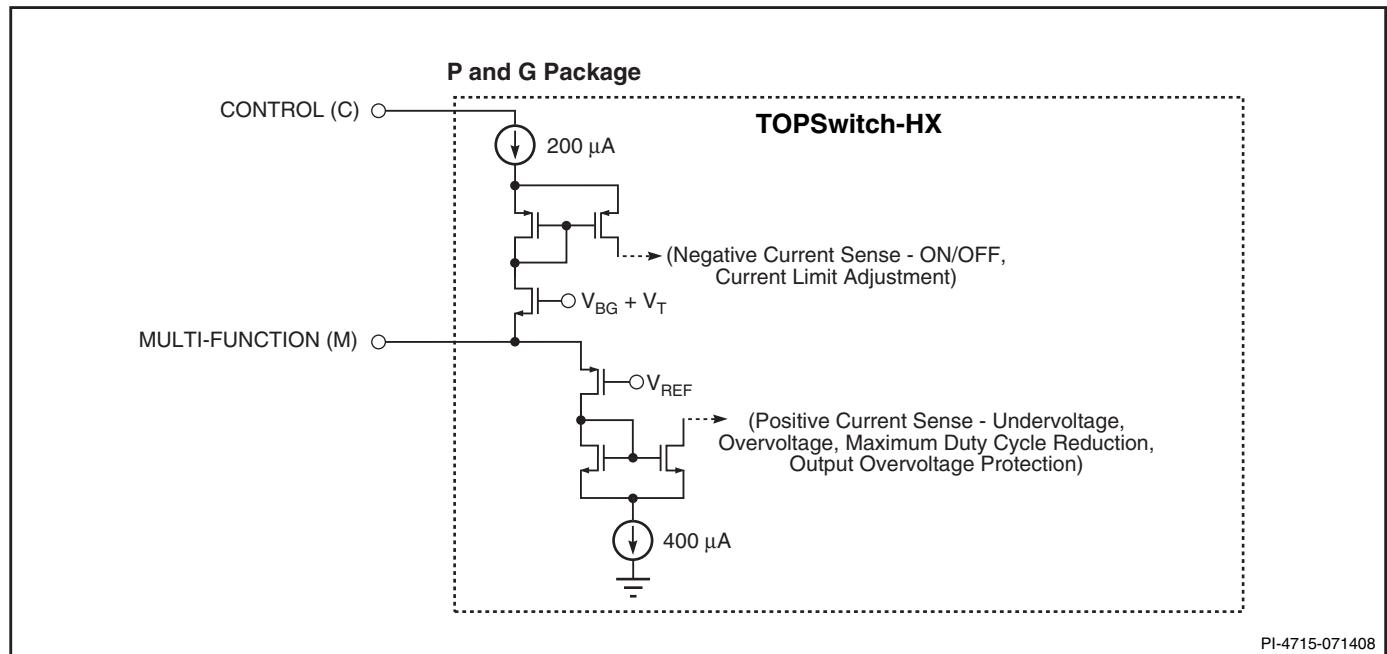 P and G Package
CONTROL (C)
TOPSwitch-HX
200 μA
(Negative Current Sense - ON/OFF,
Current Limit Adjustment)
V_BG + V_T
MULTI-FUNCTION (M)
V_REF
(Positive Current Sense - Undervoltage,
Overvoltage, Maximum Duty Cycle Reduction,
Output Overvoltage Protection)
400 μA
PI-4715-071408